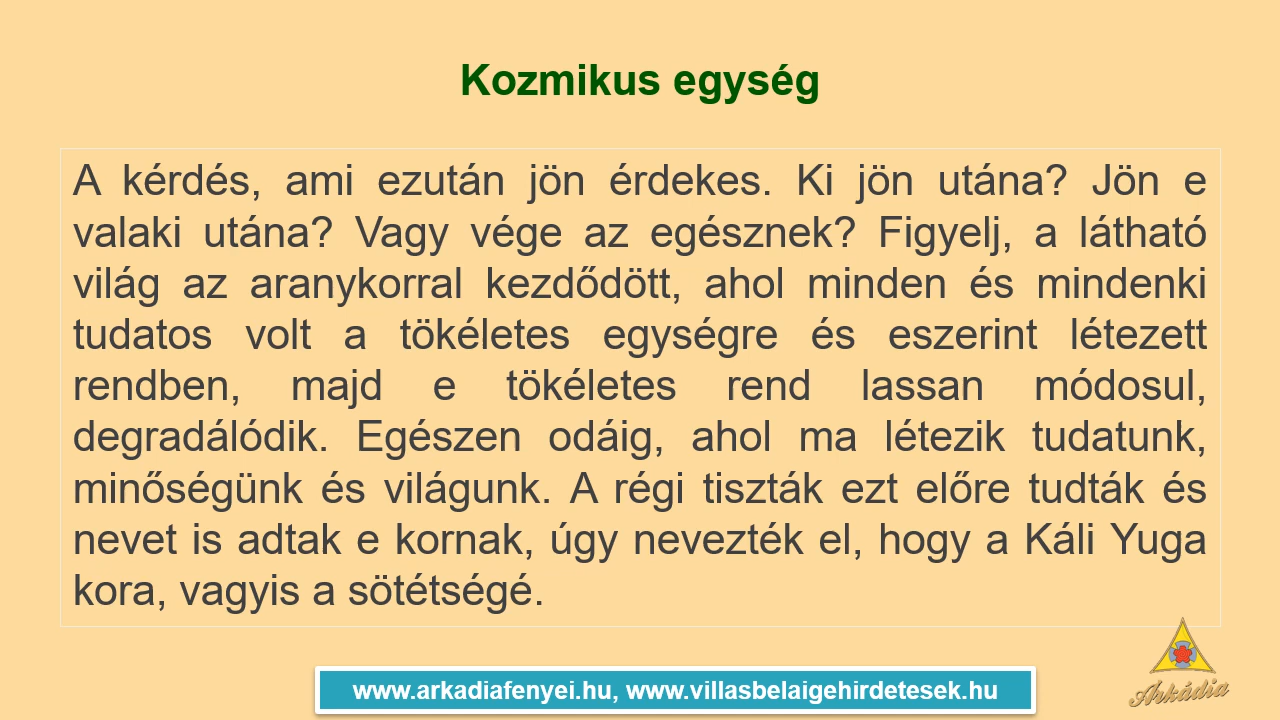 Kozmikus egység
A kérdés, ami ezután jön érdekes. Ki jön utána? Jön e
valaki utána? Vagy vége az egésznek? Figyelj, a látható
világ az aranykorral kezdődött, ahol minden és mindenki
tudatos volt a tökéletes egységre és eszerint létezett
rendben, majd e tökéletes rend lassan módosul,
degradálódik. Egészen odáig, ahol ma létezik tudatunk,
minőségünk és világunk. A régi tiszták ezt előre tudták és
nevet is adtak e kornak, úgy nevezték el, hogy a Káli Yuga
kora, vagyis a sötétségé.
www.arkadiafenyei.hu, www.villasbelaigehirdetesek.hu
Arkádia